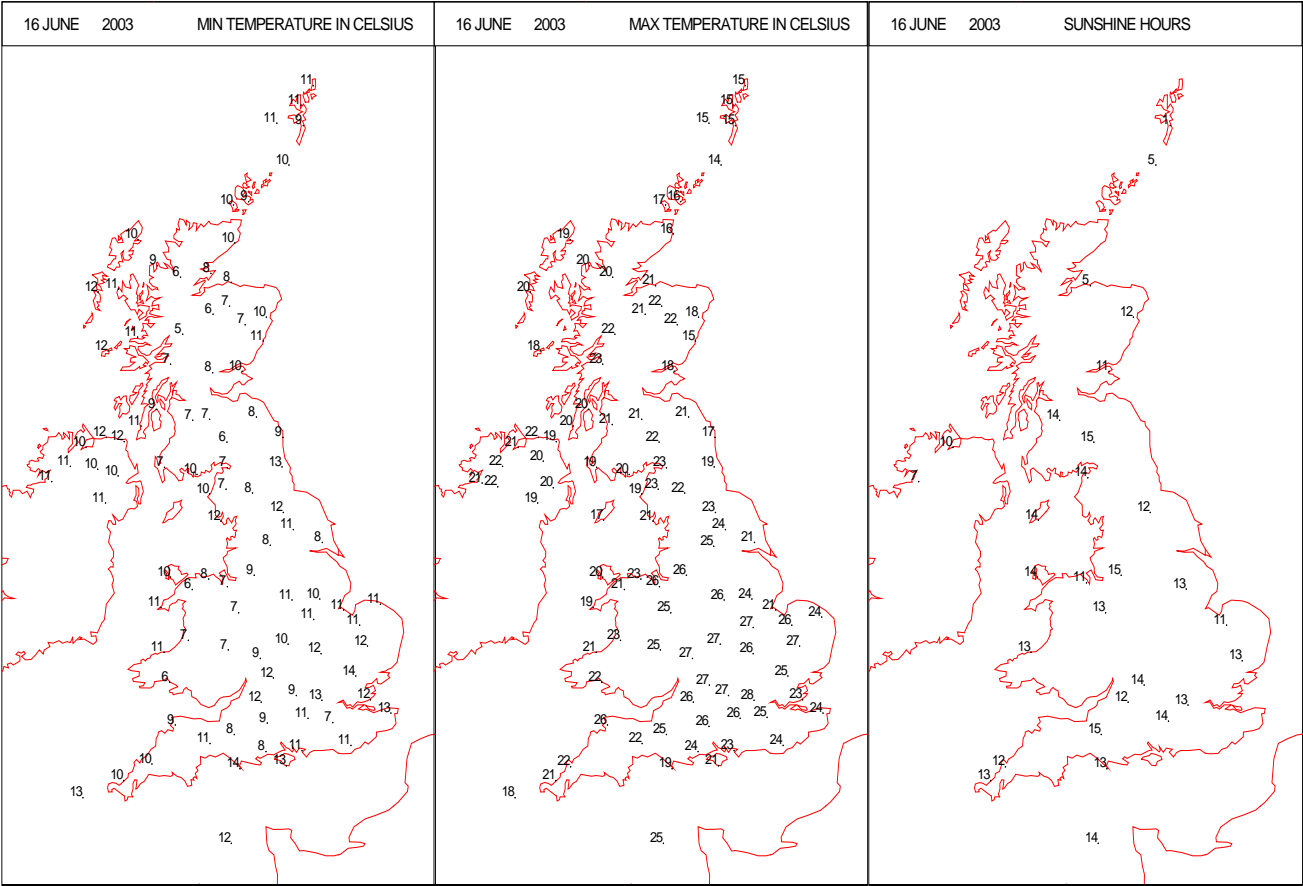 16 JUNE 2003 MIN TEMPERATURE IN CELSIUS
11
11
11 9
10
10 9
10 10
9 6 8
12 11 8
6 7 10
7
11 5 11
12
7 8 10
9
11 7 7 8
12 12 9
10 6
11 10 7 10 7 13
11 10
10 7 8
11 12
12 11
8 8
10 8 9
6 7
11 11 10 11 11
7 11 11
7 10 12
11 7 9 12
6 12 14
12 9 13 12
9 9 11 7 13
11 8 11
8 11
10 14 13
10
13
12
16 JUNE 2003 MAX TEMPERATURE IN CELSIUS
15
15
15 15
14
17 16
19 16
20 20
20 21
21 22 18
22
22 15
18
23 18
20
20 21 21 21
22 19 17
21 22
22 20 19 20 23 23
21 22 20 19 23 22
19
17 21 23
24
25 21
20 23 26
21 26
19 25 26 24 21 24
27 26
23 27 27
21 25 27 26
22 27 25
26 27 28 23
26 25 26 26 25 24
22 24 23 24
22 19 21
21
18
25
16 JUNE 2003 SUNSHINE HOURS
1
5
5
12
11
14
10 15
7 14
14 12
14 11 15 13
13 11
13 13
14
12 13
15 14
12 13
13
14